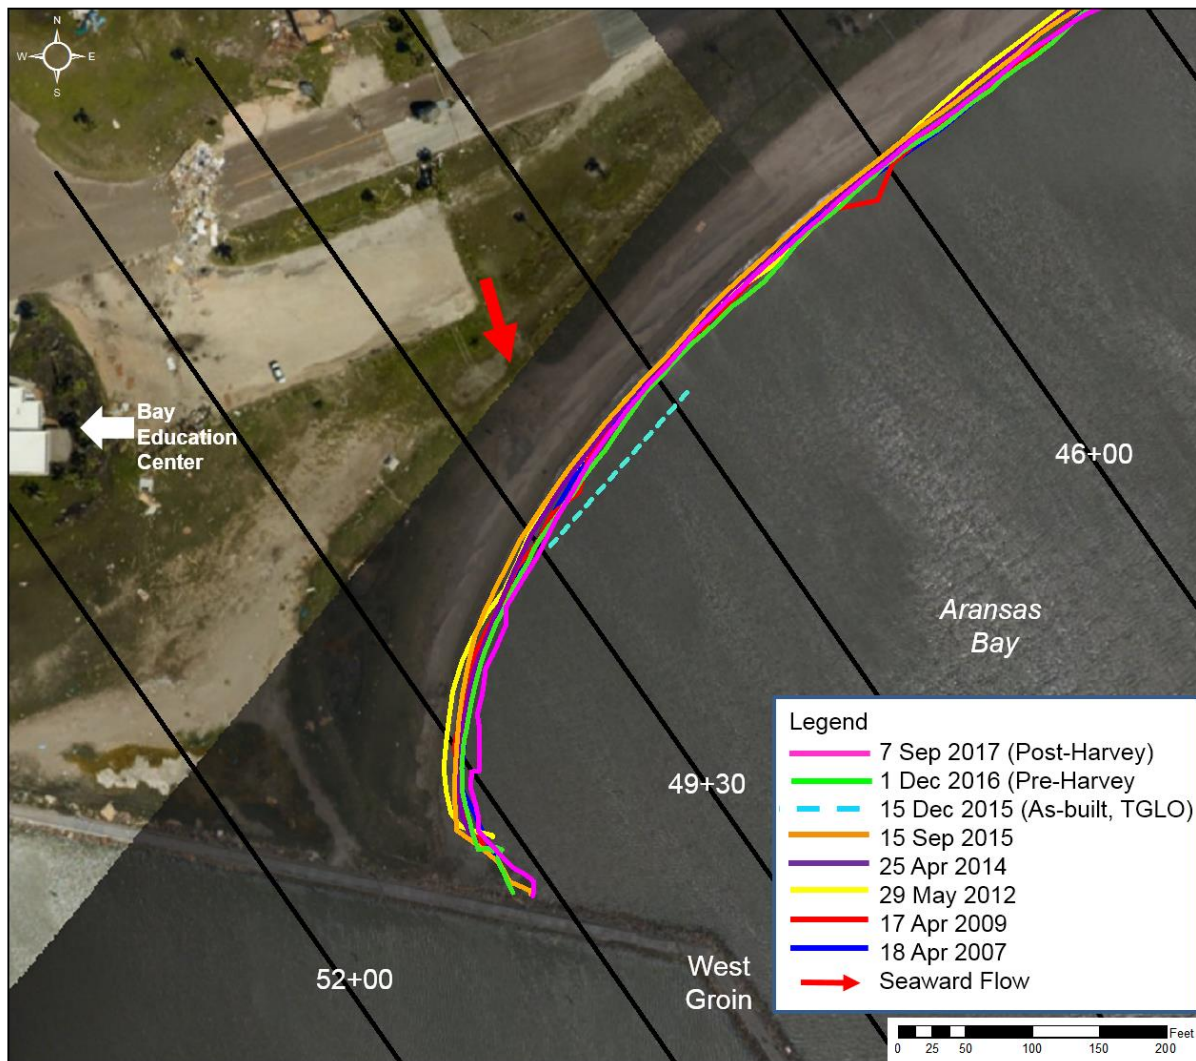 N
W E
S
Bay
Education
Center
46+00
Aransas
Bay
49+30
52+00
West
Groin
Legend
7 Sep 2017 (Post-Harvey)
1 Dec 2016 (Pre-Harvey
15 Dec 2015 (As-built, TGLO)
15 Sep 2015
25 Apr 2014
29 May 2012
17 Apr 2009
18 Apr 2007
Seaward Flow
Feet
0 25 50 100 150 200